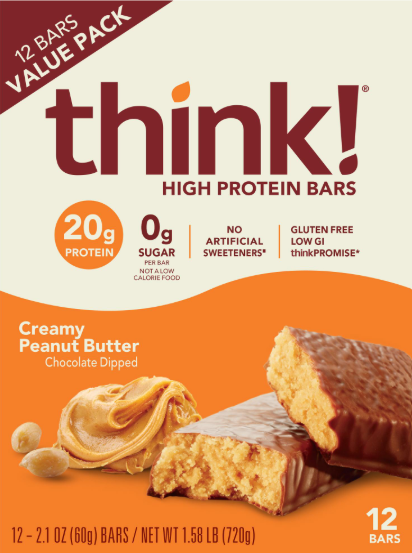 12 BARS
VALUE PACK
think!®
HIGH PROTEIN BARS
20g
PROTEIN
0g
SUGAR
PER BAR
NOT A LOW
CALORIE FOOD
NO
ARTIFICIAL
SWEETENERS
GLUTEN FREE
LOW GI
thinkPROMISE*
Creamy
Peanut Butter
Chocolate Dipped
12 – 2.1 OZ (60g) BARS / NET WT 1.58 LB (720g)
12
BARS